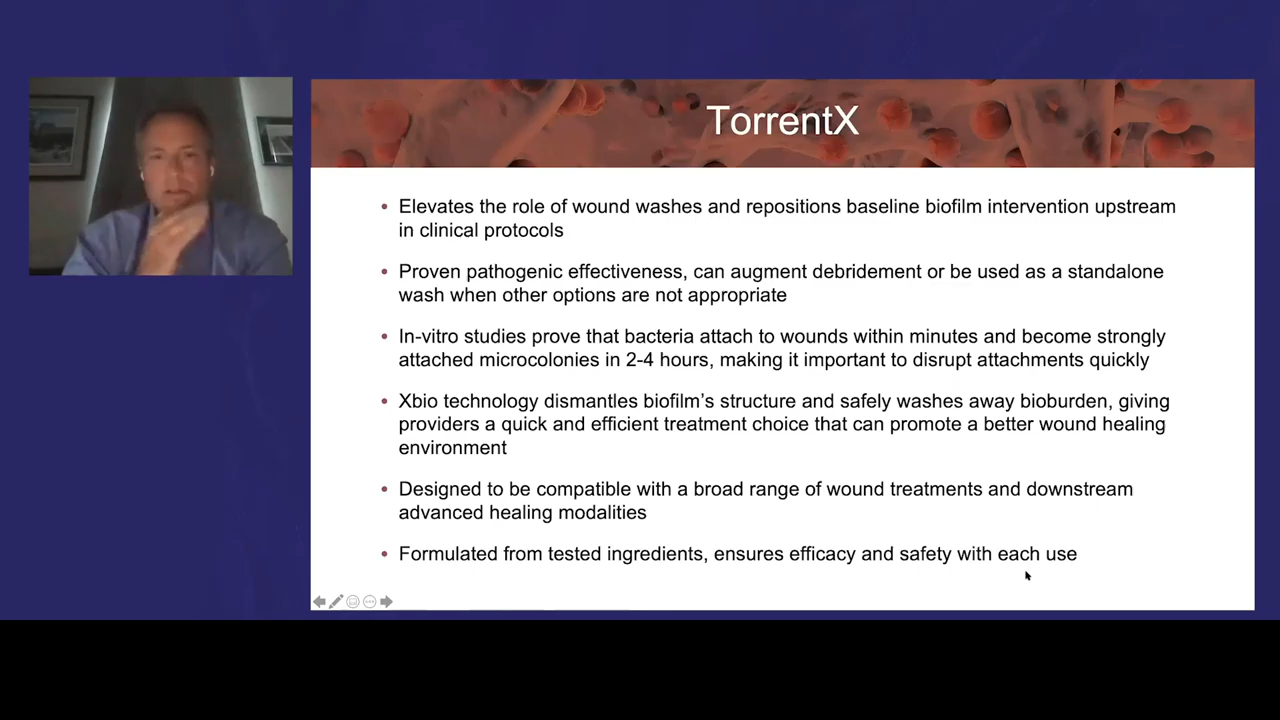 TorrentX
• Elevates the role of wound washes and repositions baseline biofilm intervention upstream
in clinical protocols
• Proven pathogenic effectiveness, can augment debridement or be used as a standalone
wash when other options are not appropriate
• In-vitro studies prove that bacteria attach to wounds within minutes and become strongly
attached microcolonies in 2-4 hours, making it important to disrupt attachments quickly
• Xbio technology dismantles biofilm’s structure and safely washes away bioburden, giving
providers a quick and efficient treatment choice that can promote a better wound healing
environment
• Designed to be compatible with a broad range of wound treatments and downstream
advanced healing modalities
• Formulated from tested ingredients, ensures efficacy and safety with each use